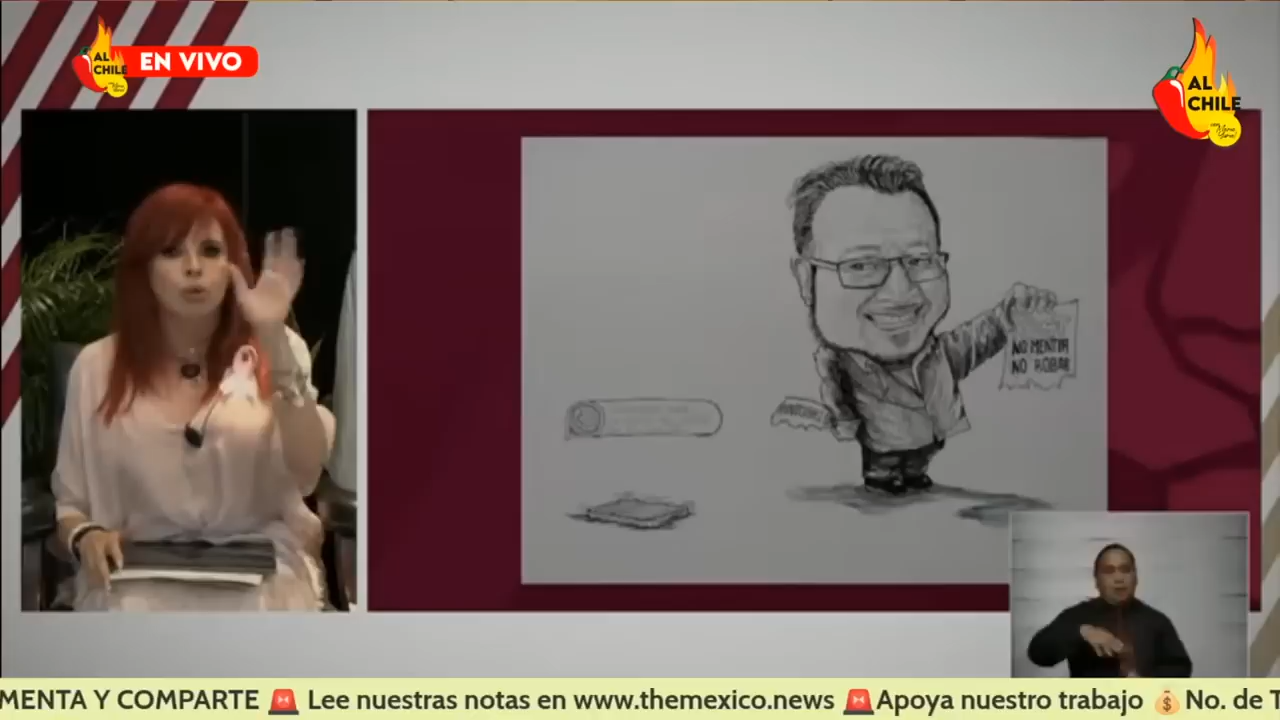 AL
CHILE
EN VIVO
AL
CHILE
NO MENTIR
NO ROBAR
MENTA Y COMPARTE 🚨 Lee nuestras notas en www.themexico.news 🚨Apoya nuestro trabajo 💰 No. de T